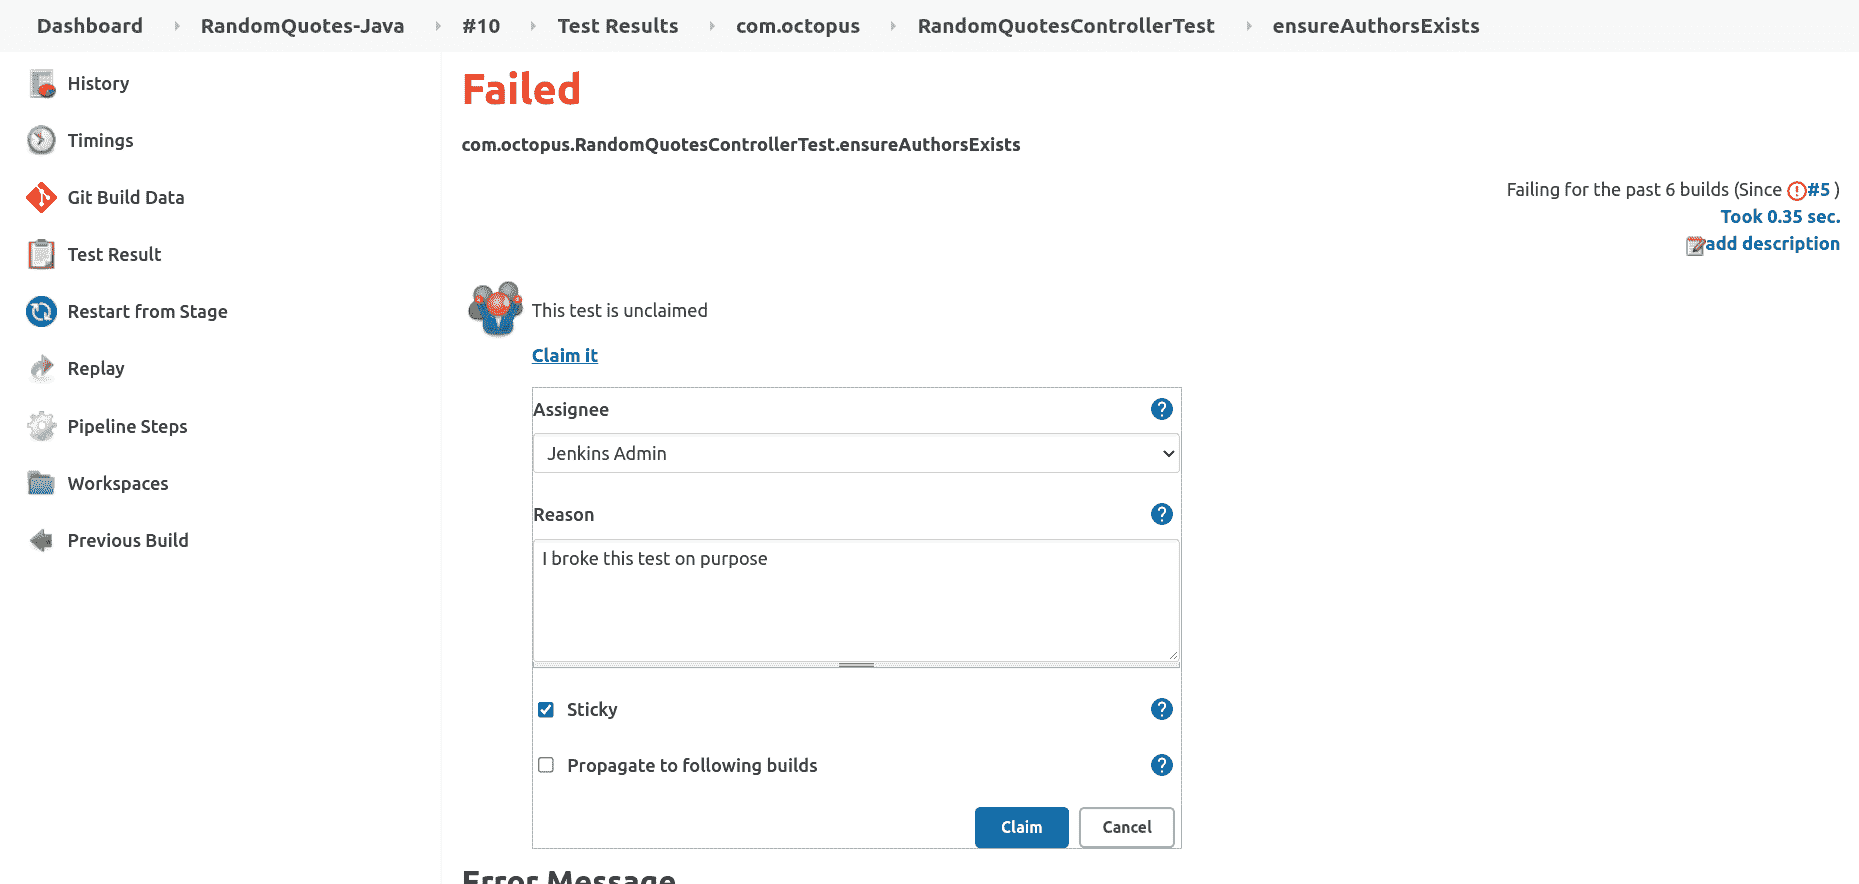 Dashboard RandomQuotes-Java #10 Test Results com.octopus RandomQuotesControllerTest ensureAuthorsExists
History
Timings
Git Build Data
Test Result
Restart from Stage
Replay
Pipeline Steps
Workspaces
Previous Build
Failed
com.octopus.RandomQuotesControllerTest.ensureAuthorsExists
Failing for the past 6 builds (Since #5 )
Took 0.35 sec.
add description
This test is unclaimed
Claim it
Assignee ?
Jenkins Admin
Reason ?
I broke this test on purpose
Sticky ?
Propagate to following builds ?
Claim Cancel
Error Message